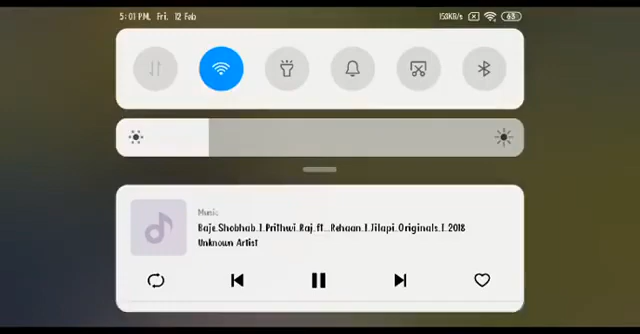 5:01 PM, Fri, 12 Feb
150KB/s 63
Music
Baje.Shobhab.I.Prithwi.Raj.ft...Rehaan.I.Jilapi.Originals.I.2018
Unknown Artist